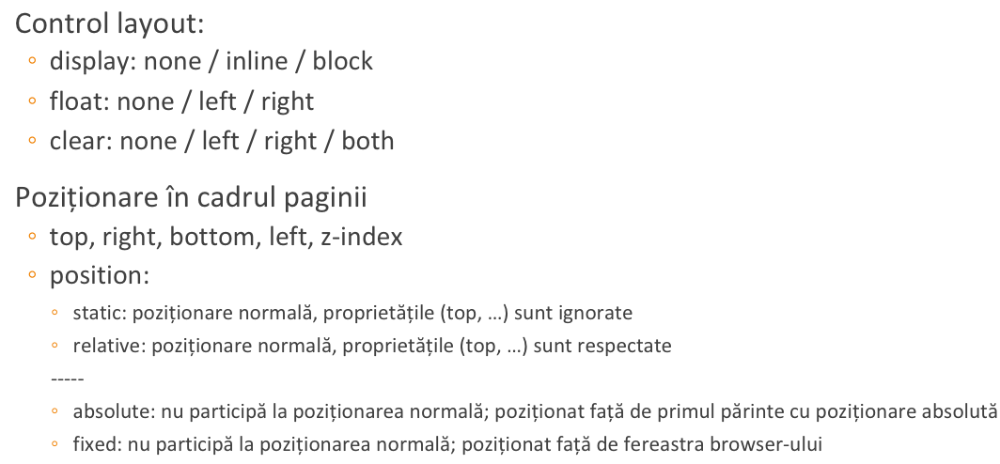 Control layout:
◦ display: none / inline / block
◦ float: none / left / right
◦ clear: none / left / right / both
Poziționare în cadrul paginii
◦ top, right, bottom, left, z-index
◦ position:
◦ static: poziționare normală, proprietățile (top, …) sunt ignorate
◦ relative: poziționare normală, proprietățile (top, …) sunt respectate
-----
◦ absolute: nu participă la poziționarea normală; poziționat față de primul părinte cu poziționare absolută
◦ fixed: nu participă la poziționarea normală; poziționat față de fereastra browser-ului